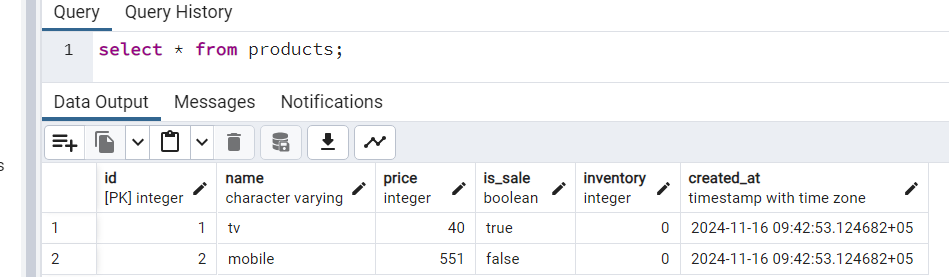 Query Query History
1 select * from products;
Data Output Messages Notifications
id name price is_sale inventory created_at
[PK] integer character varying integer boolean integer timestamp with time zone
s
1 1 tv 40 true 0 2024-11-16 09:42:53.124682+05
2 2 mobile 551 false 0 2024-11-16 09:42:53.124682+05